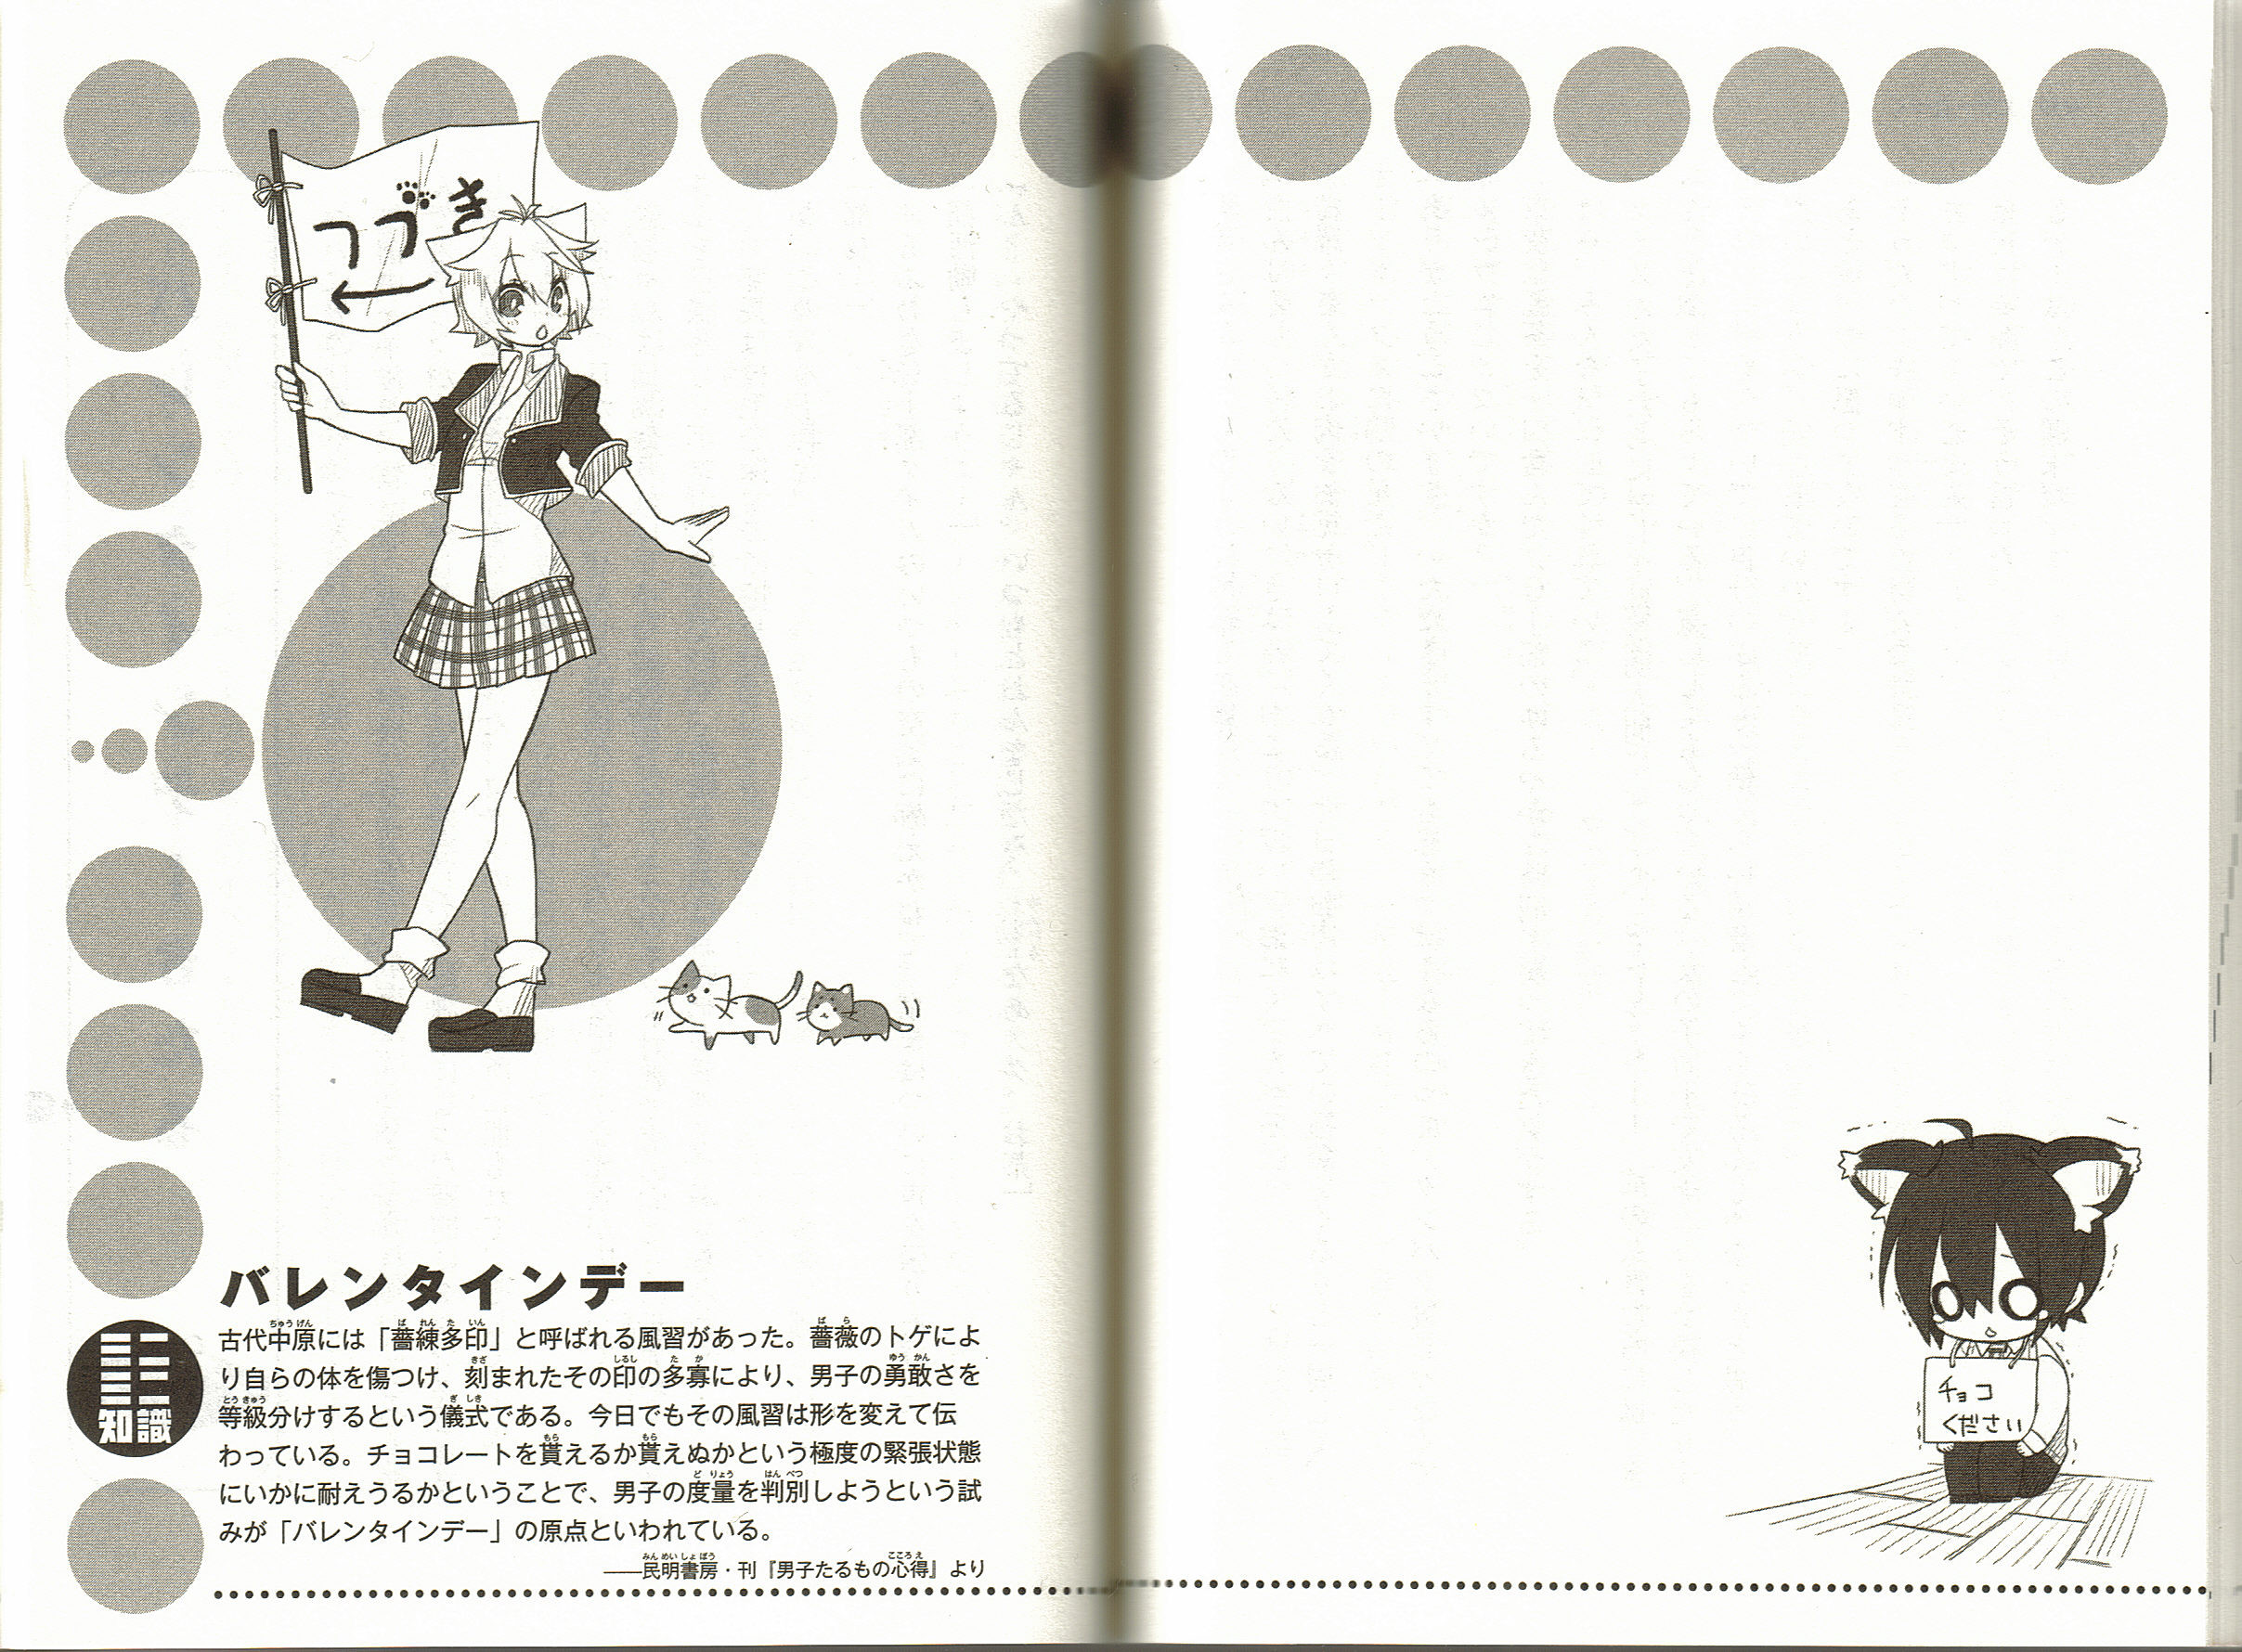 つづき
バレンタインデー
知識
古代中原には「薔練多印」と呼ばれる風習があった。薔薇のトゲによ
り自らの体を傷つけ、刻まれたその印の多寡により、男子の勇敢さを
等級分けするという儀式である。今日でもその風習は形を変えて伝
わっている。チョコレートを貰えるか貰えぬかという極度の緊張状態
にいかに耐えうるかということで、男子の度量を判別しようという試
みが「バレンタインデー」の原点といわれている。
――民明書房・刊『男子たるもの心得』より
チョコ
ください